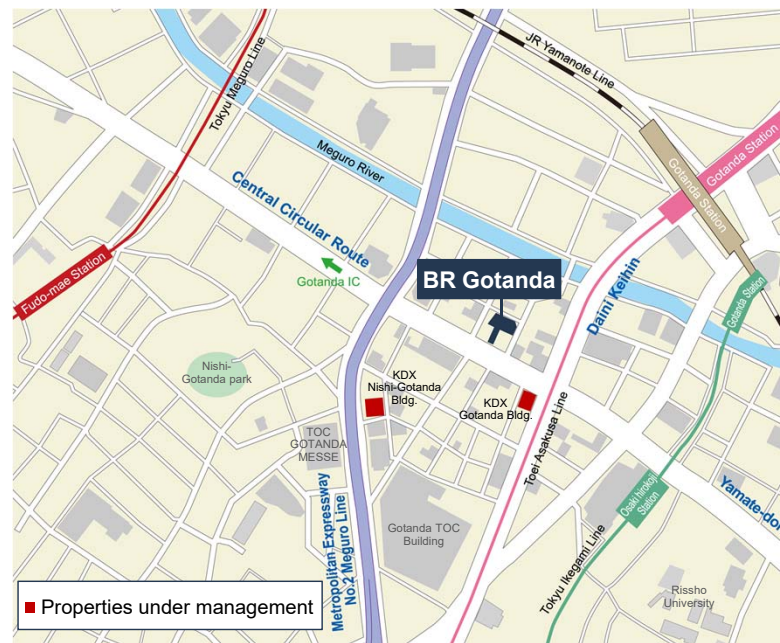 JR Yamanote Line
Tokyu Meguro Line
Gotanda Station
Gotanda Station
Meguro River
Central Circular Route
Gotanda IC
BR Gotanda
Daini Keihin
Gotanda Station
Fudo-mae Station
Nishi-
Gotanda park
KDX
Nishi-Gotanda
Bldg.
KDX
Gotanda Bldg.
TOC
GOTANDA
MESSE
Toei Asakusa Line
Metropolitan Expressway
No.2 Meguro Line
Gotanda TOC
Building
Osaki hirokoji
Station
Yamate-dor
Tokyu Ikegami Line
Rissho
University
Properties under management